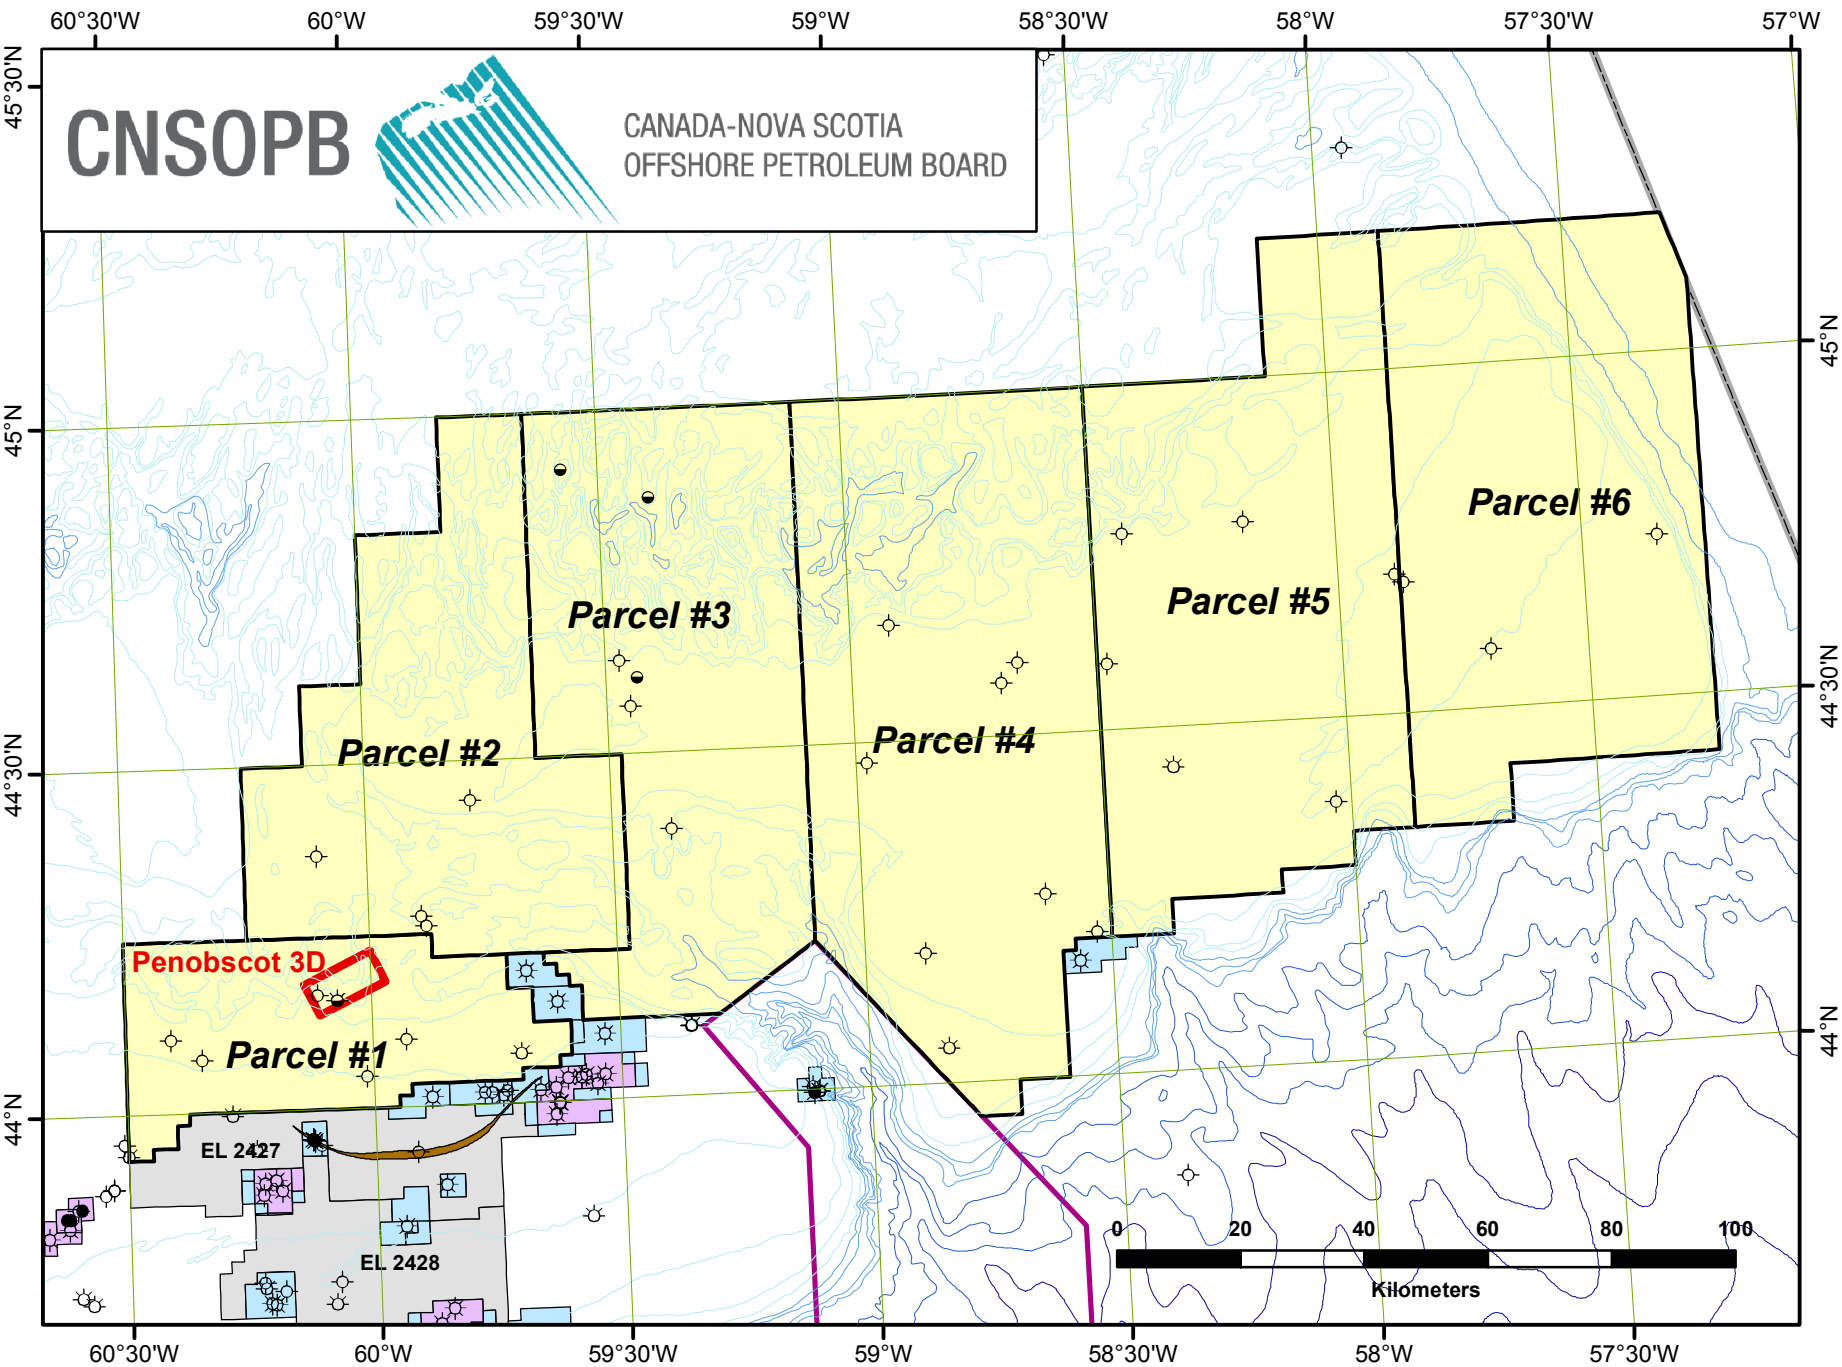 60°30'W 60°W 59°30'W 59°W 58°30'W 58°W 57°30'W 57°W
45°30'N
CNSOPB
CANADA-NOVA SCOTIA
OFFSHORE PETROLEUM BOARD
45°N
45°N
Parcel #6
Parcel #5
Parcel #3
44°30'N
Parcel #4
Parcel #2
44°30'N
Penobscot 3D
44°N
Parcel #1
44°N
EL 2427
0 20 40 60 80 100
EL 2428
Kilometers
60°30'W 60°W 59°30'W 59°W 58°30'W 58°W 57°30'W